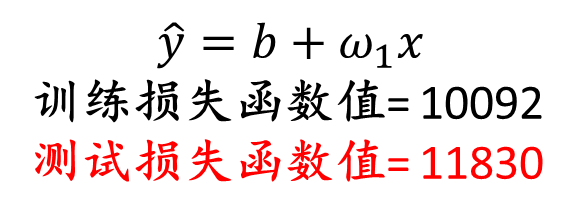 ŷ = b + ω₁x
训练损失函数值= 10092
测试损失函数值= 11830